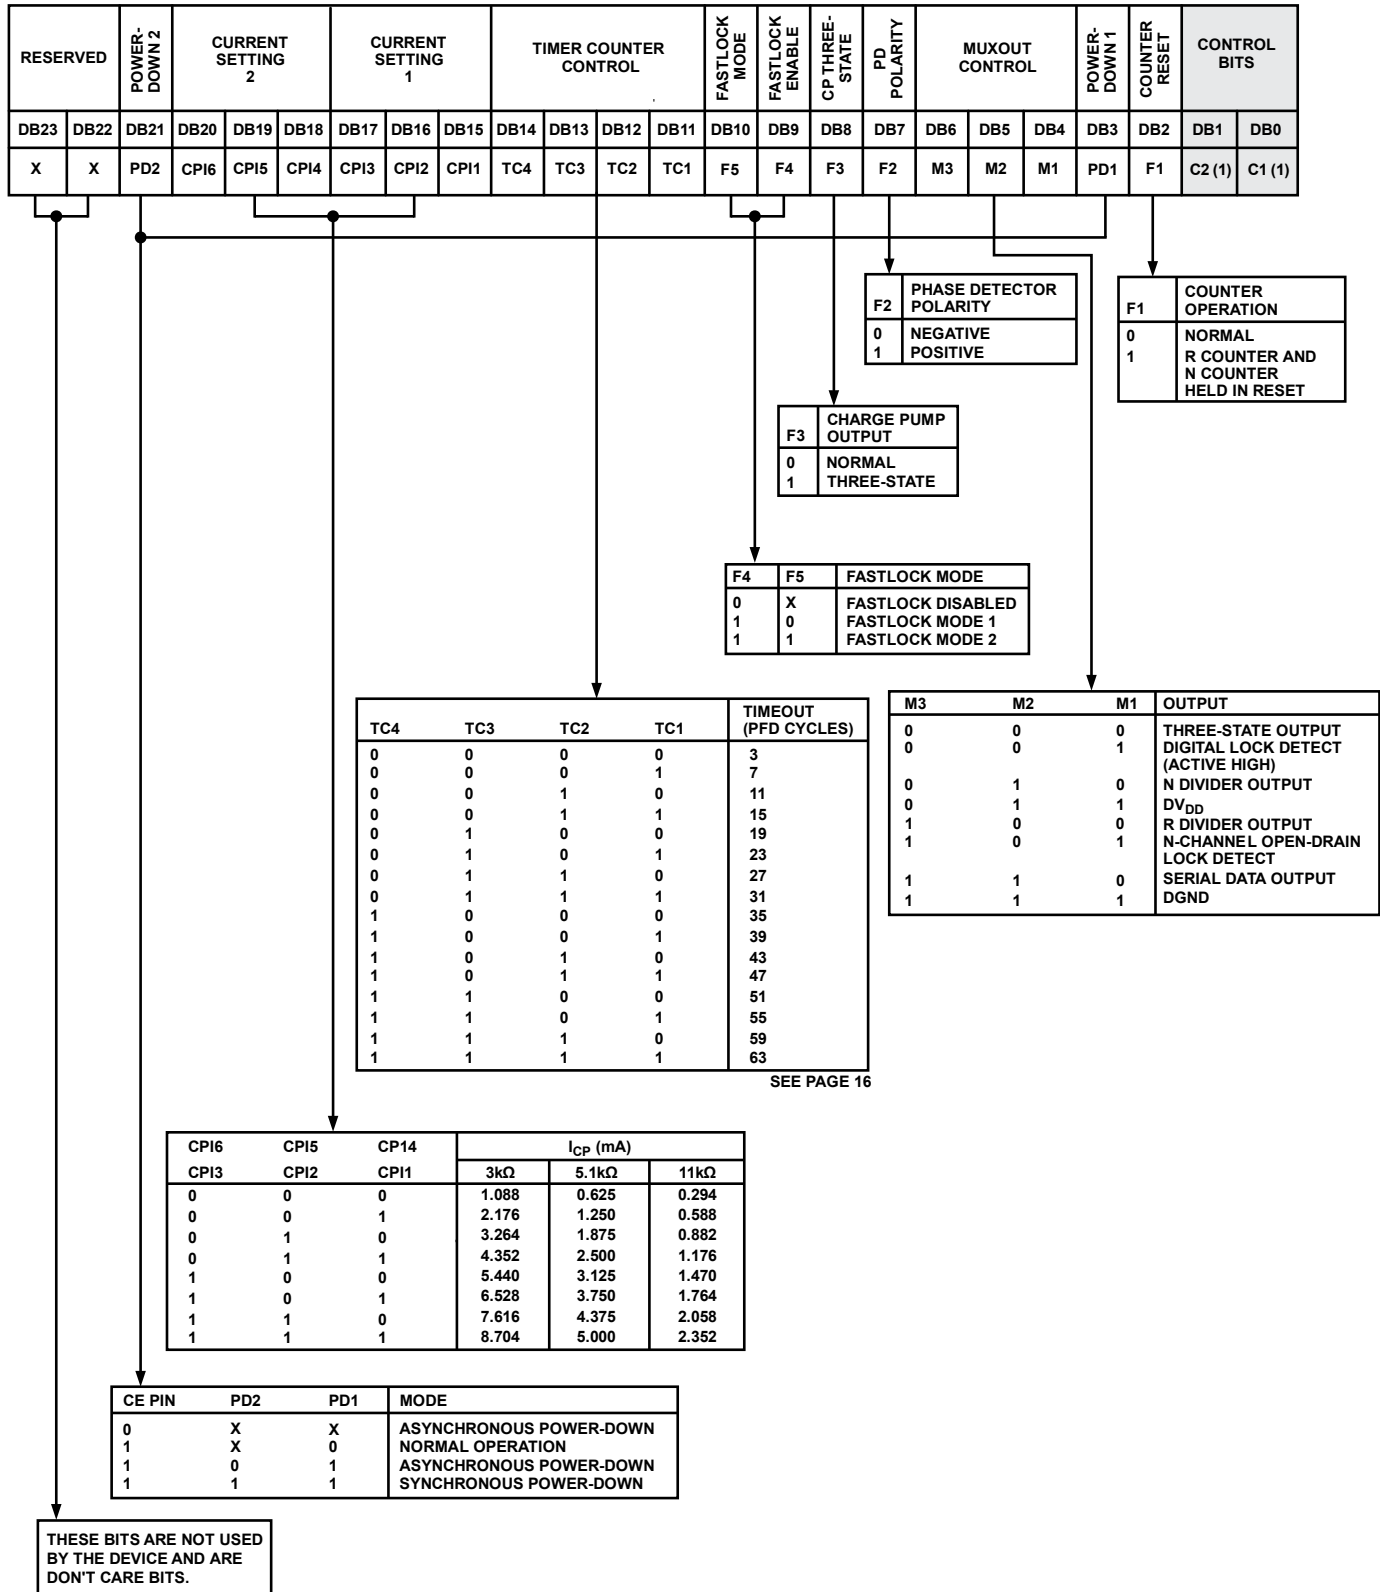 RESERVED
POWER-
DOWN 2
CURRENT
SETTING
2
CURRENT
SETTING
1
TIMER COUNTER
CONTROL
FASTLOCK
MODE
FASTLOCK
ENABLE
CP THREE-
STATE
PD
POLARITY
MUXOUT
CONTROL
POWER-
DOWN 1
COUNTER
RESET
CONTROL
BITS
DB23 DB22 DB21 DB20 DB19 DB18 DB17 DB16 DB15 DB14 DB13 DB12 DB11 DB10 DB9 DB8 DB7 DB6 DB5 DB4 DB3 DB2 DB1 DB0
X X PD2 CPI6 CPI5 CPI4 CPI3 CPI2 CPI1 TC4 TC3 TC2 TC1 F5 F4 F3 F2 M3 M2 M1 PD1 F1 C2 (1) C1 (1)
F2 PHASE DETECTOR
POLARITY
0 NEGATIVE
1 POSITIVE
F1 COUNTER
OPERATION
0 NORMAL
1 R COUNTER AND
N COUNTER
HELD IN RESET
F3 CHARGE PUMP
OUTPUT
0 NORMAL
1 THREE-STATE
F4 F5 FASTLOCK MODE
0 X FASTLOCK DISABLED
1 0 FASTLOCK MODE 1
1 1 FASTLOCK MODE 2
TC4 TC3 TC2 TC1 TIMEOUT
(PFD CYCLES)
0 0 0 0 3
0 0 0 1 7
0 0 1 0 11
0 0 1 1 15
0 1 0 0 19
0 1 0 1 23
0 1 1 0 27
0 1 1 1 31
1 0 0 0 35
1 0 0 1 39
1 0 1 0 43
1 0 1 1 47
1 1 0 0 51
1 1 0 1 55
1 1 1 0 59
1 1 1 1 63
SEE PAGE 16
M3 M2 M1 OUTPUT
0 0 0 THREE-STATE OUTPUT
0 0 1 DIGITAL LOCK DETECT
(ACTIVE HIGH)
0 1 0 N DIVIDER OUTPUT
0 1 1 DVDD
1 0 0 R DIVIDER OUTPUT
1 0 1 N-CHANNEL OPEN-DRAIN
LOCK DETECT
1 1 0 SERIAL DATA OUTPUT
1 1 1 DGND
CPI6 CPI5 CP14 ICP (mA)
CPI3 CPI2 CPI1 3kΩ 5.1kΩ 11kΩ
0 0 0 1.088 0.625 0.294
0 0 1 2.176 1.250 0.588
0 1 0 3.264 1.875 0.882
0 1 1 4.352 2.500 1.176
1 0 0 5.440 3.125 1.470
1 0 1 6.528 3.750 1.764
1 1 0 7.616 4.375 2.058
1 1 1 8.704 5.000 2.352
CE PIN PD2 PD1 MODE
0 X X ASYNCHRONOUS POWER-DOWN
1 X 0 NORMAL OPERATION
1 0 1 ASYNCHRONOUS POWER-DOWN
1 1 1 SYNCHRONOUS POWER-DOWN
THESE BITS ARE NOT USED
BY THE DEVICE AND ARE
DON'T CARE BITS.